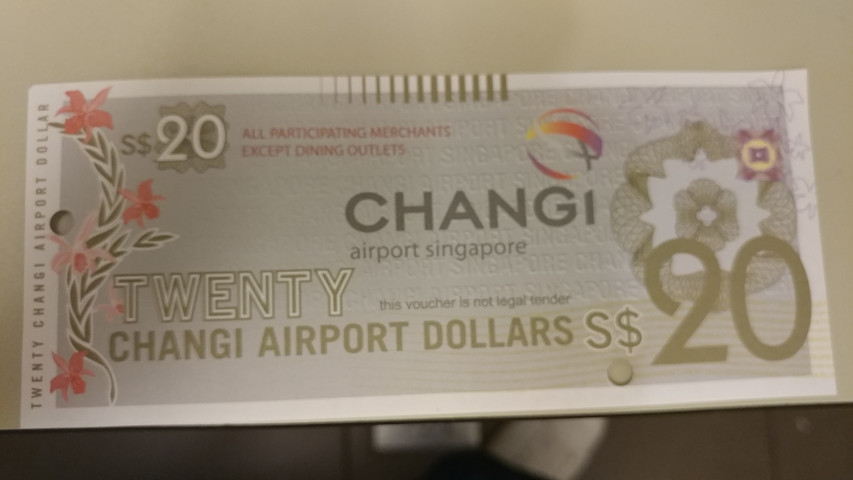 TWENTY CHANGI AIRPORT DOLLAR
S$20
ALL PARTICIPATING MERCHANTS
EXCEPT DINING OUTLETS
CHANGI
airport singapore
TWENTY
this voucher is not legal tender
CHANGI AIRPORT DOLLARS S$20